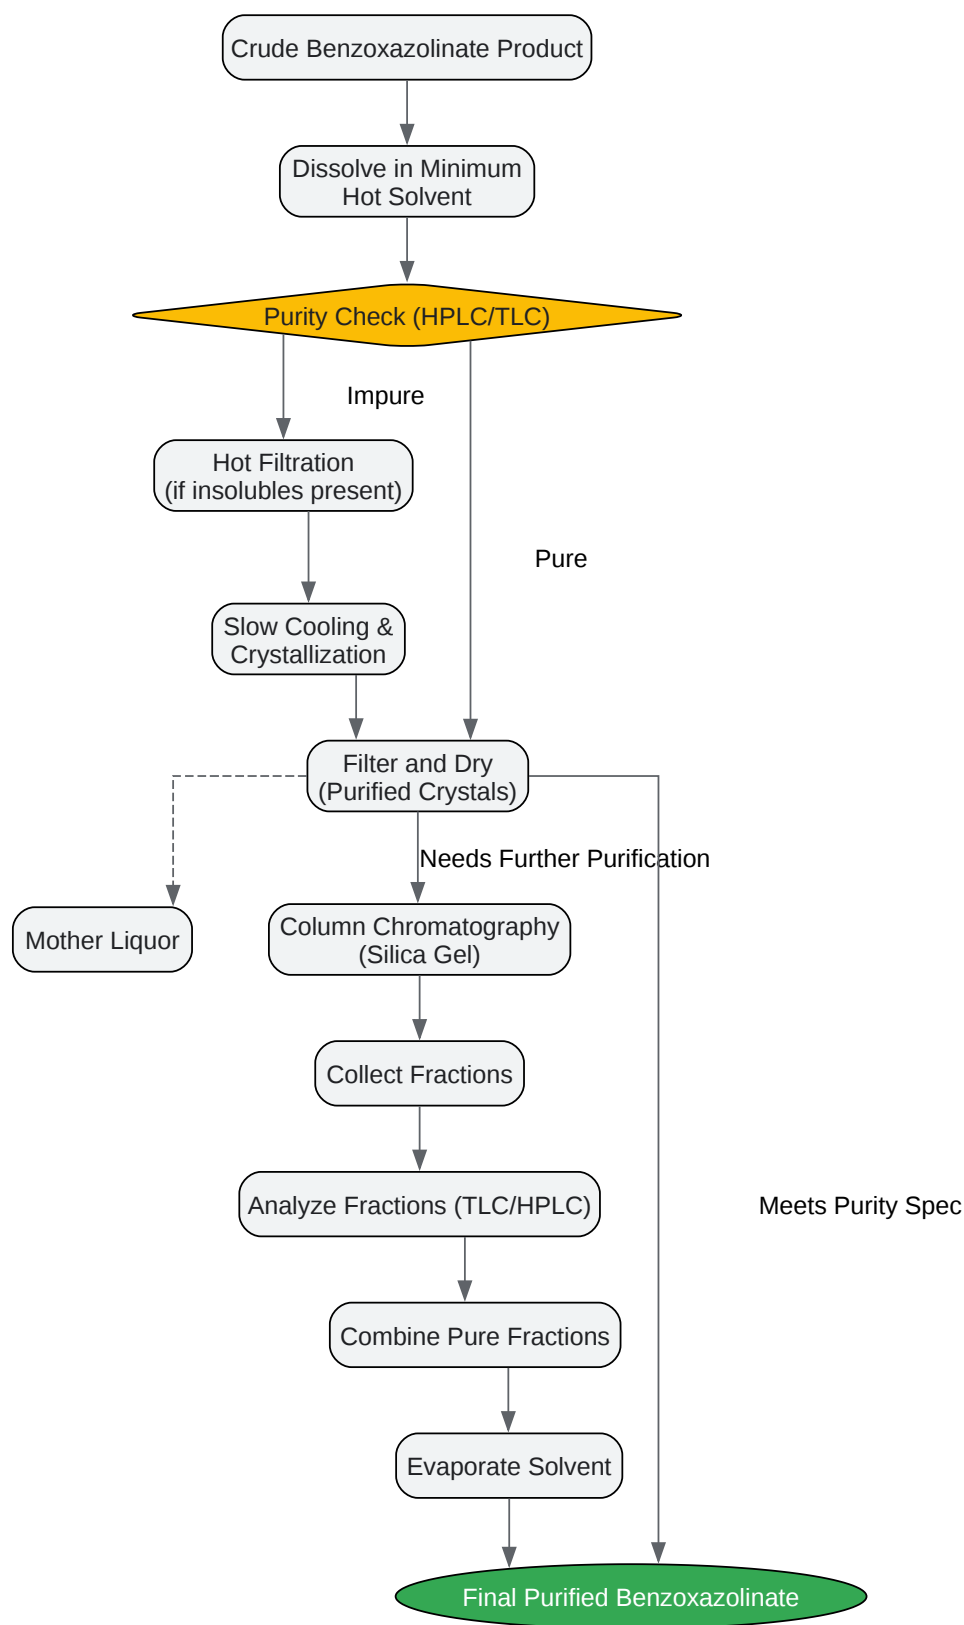 Crude Benzoxazolinate Product
Dissolve in Minimum
Hot Solvent
Purity Check (HPLC/TLC)
Impure
Hot Filtration
(if insolubles present)
Pure
Slow Cooling &
Crystallization
Filter and Dry
(Purified Crystals)
Needs Further Purification
Mother Liquor
Column Chromatography
(Silica Gel)
Collect Fractions
Analyze Fractions (TLC/HPLC)
Meets Purity Spec
Combine Pure Fractions
Evaporate Solvent
Final Purified Benzoxazolinate